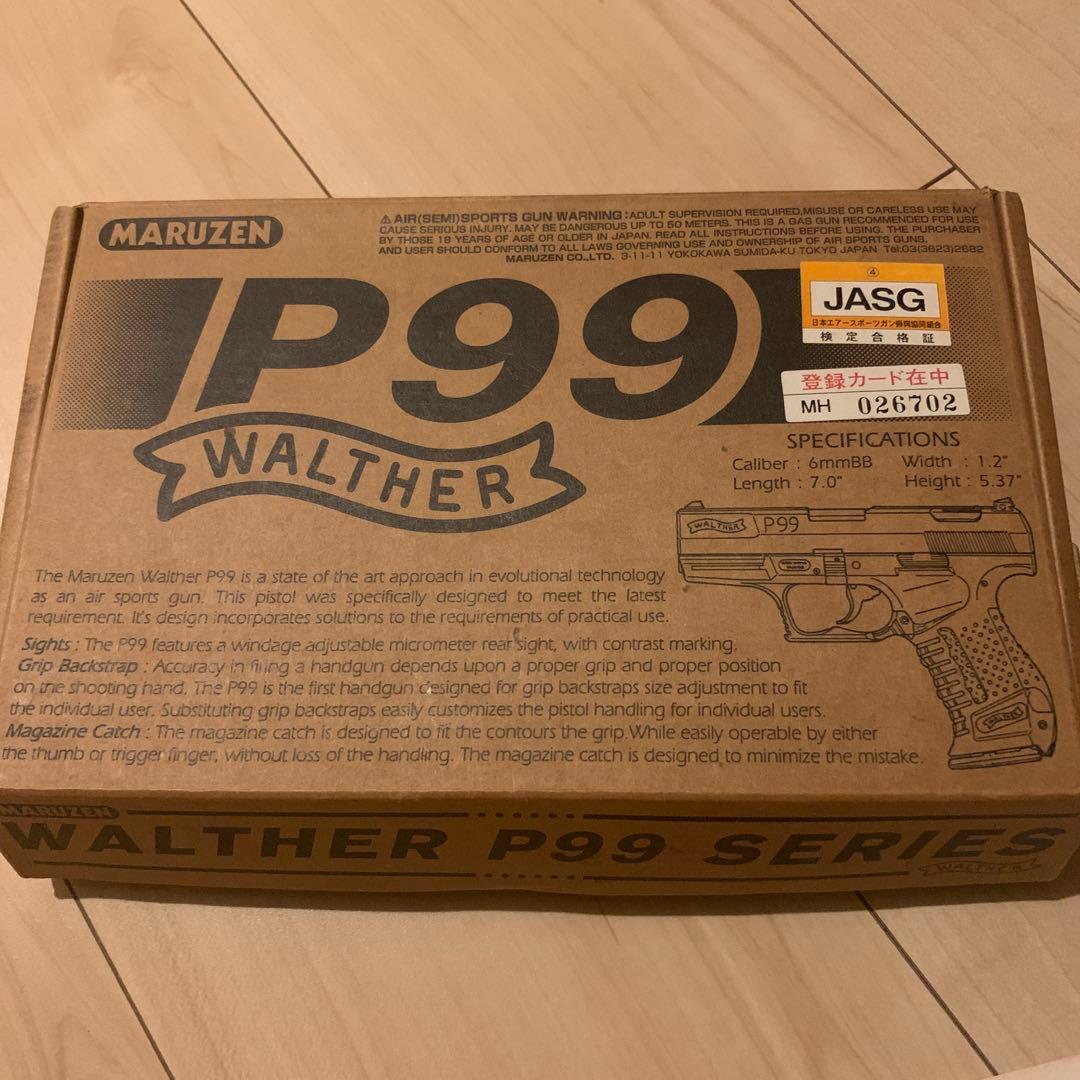 MARUZEN
⚠ AIR(SEMI)SPORTS GUN WARNING : ADULT SUPERVISION REQUIRED,MISUSE OR CARELESS USE MAY
CAUSE SERIOUS INJURY. MAY BE DANGEROUS UP TO 50 METERS. THIS IS A GAS GUN RECOMMENDED FOR USE
BY THOSE 18 YEARS OF AGE OR OLDER IN JAPAN. READ ALL INSTRUCTIONS BEFORE USING. THE PURCHASER
AND USER SHOULD CONFORM TO ALL LAWS GOVERNING USE AND OWNERSHIP OF AIR SPORTS GUNS.
MARUZEN CO.,LTD. 3-11-11 YOKOKAWA SUMIDA-KU TOKYO JAPAN Tel:03(3623)2682
P99
WALTHER
④
JASG
日本エアースポーツガン振興協同組合
検定合格証
登録カード在中
MH 026702
SPECIFICATIONS
Caliber : 6mmBB Width : 1.2"
Length : 7.0" Height : 5.37"
WALTHER P99
WALTHER
The Maruzen Walther P99 is a state of the art approach in evolutional technology
as an air sports gun. This pistol was specifically designed to meet the latest
requirement. It's design incorporates solutions to the requirements of practical use.
Sights : The P99 features a windage adjustable micrometer rear sight, with contrast marking.
Grip Backstrap : Accuracy in firing a handgun depends upon a proper grip and proper position
on the shooting hand. The P99 is the first handgun designed for grip backstraps size adjustment to fit
the individual user. Substituting grip backstraps easily customizes the pistol handling for individual users.
Magazine Catch : The magazine catch is designed to fit the contours the grip.While easily operable by either
the thumb or trigger finger, without loss of the handling. The magazine catch is designed to minimize the mistake.
MARUZEN
WALTHER P99 SERIES
WALTHER